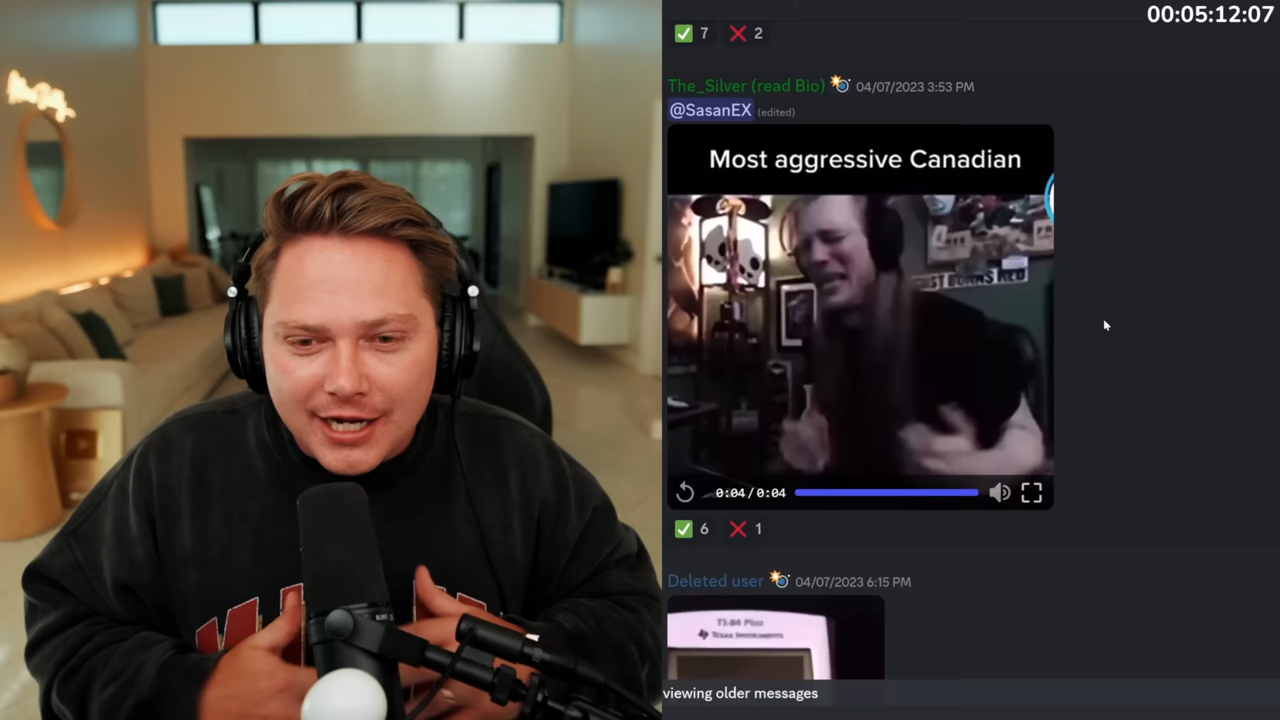 00:05:12:07
✅ 7 ❌ 2
The_Silver (read Bio) 04/07/2023 3:53 PM
@SasanEX (edited)
Most aggressive Canadian
BURNS RED
0:04/0:04
✅ 6 ❌ 1
Deleted user 04/07/2023 6:15 PM
TI-84 Plus
TEXAS INSTRUMENTS
viewing older messages